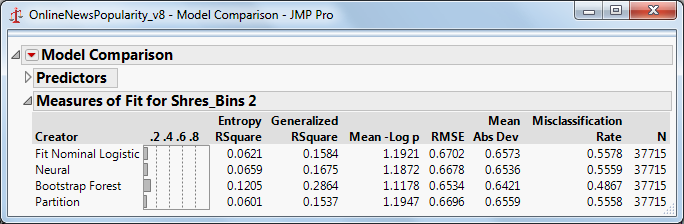 OnlineNewsPopularity_v8 - Model Comparison - JMP Pro
Model Comparison
Predictors
Measures of Fit for Shres_Bins 2
Entropy Generalized Mean Misclassification
Creator .2 .4 .6 .8 RSquare RSquare Mean -Log p RMSE Abs Dev Rate N
Fit Nominal Logistic 0.0621 0.1584 1.1921 0.6702 0.6573 0.5578 37715
Neural 0.0659 0.1675 1.1872 0.6678 0.6536 0.5559 37715
Bootstrap Forest 0.1205 0.2864 1.1178 0.6534 0.6421 0.4867 37715
Partition 0.0601 0.1537 1.1947 0.6696 0.6559 0.5558 37715